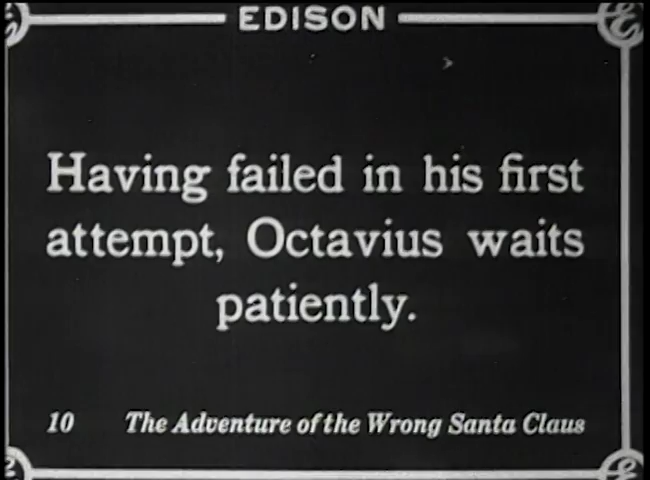 EDISON
Having failed in his first
attempt, Octavius waits
patiently.
10 The Adventure of the Wrong Santa Claus